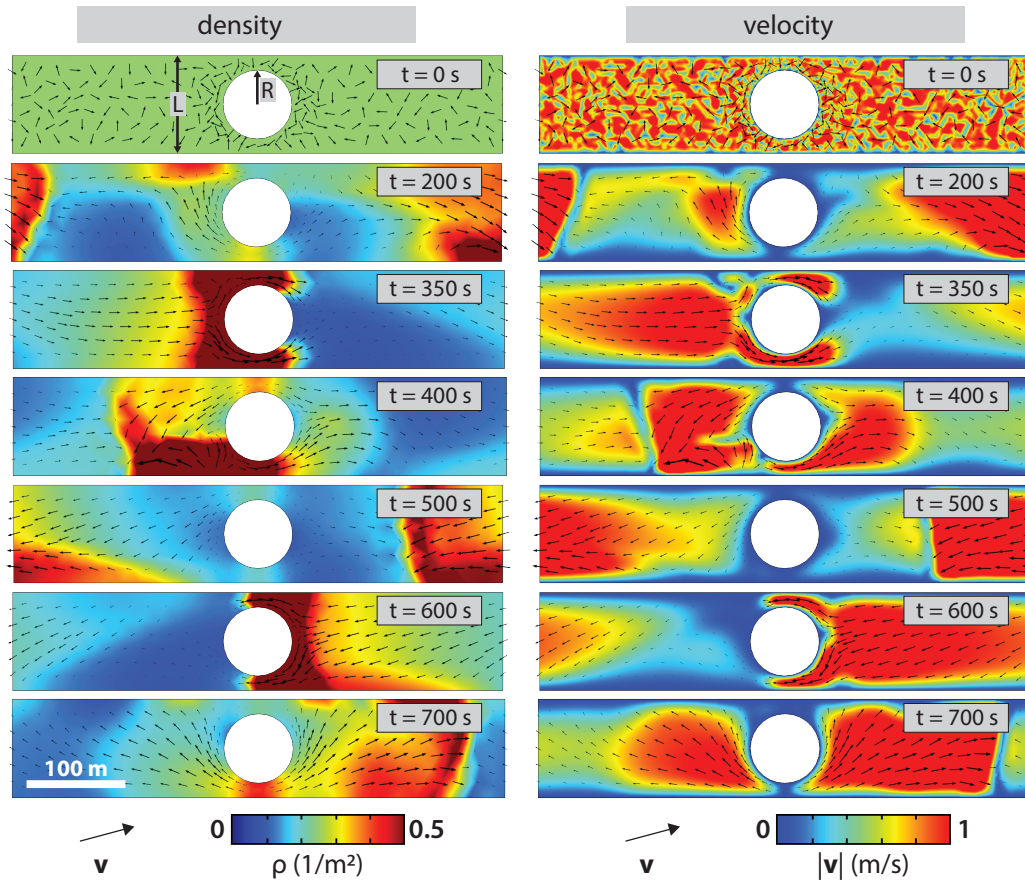 density
velocity
t = 0 s
t = 0 s
L
R
t = 200 s
t = 200 s
t = 350 s
t = 350 s
t = 400 s
t = 400 s
t = 500 s
t = 500 s
t = 600 s
t = 600 s
t = 700 s
t = 700 s
100 m
v
0
0.5
ρ (1/m²)
v
0
1
|v| (m/s)